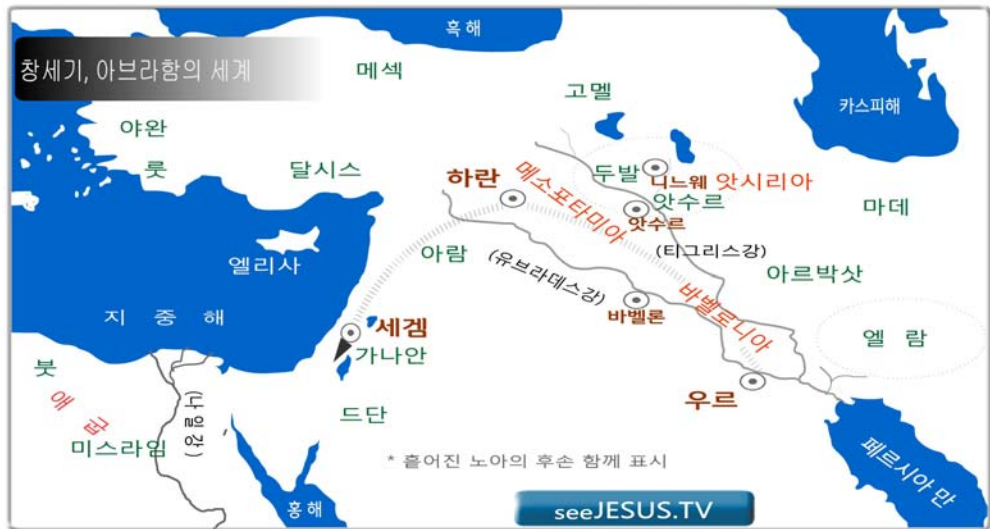 흑해
창세기, 아브라함의 세계
메섹
고멜
카스피해
야완
룻
달시스
하란
메소포타미아
두발
니느웨 앗시리아
앗수르
앗수르
마데
엘리사
아람
(유브라데스강)
(티그리스강)
아르박삿
지 중 해
세겜
가나안
바벨론
바벨로니아
엘 람
붓
애 굽
미스라임
(나일강)
드단
우르
* 흩어진 노아의 후손 함께 표시
페르시아 만
홍해
seeJESUS.TV